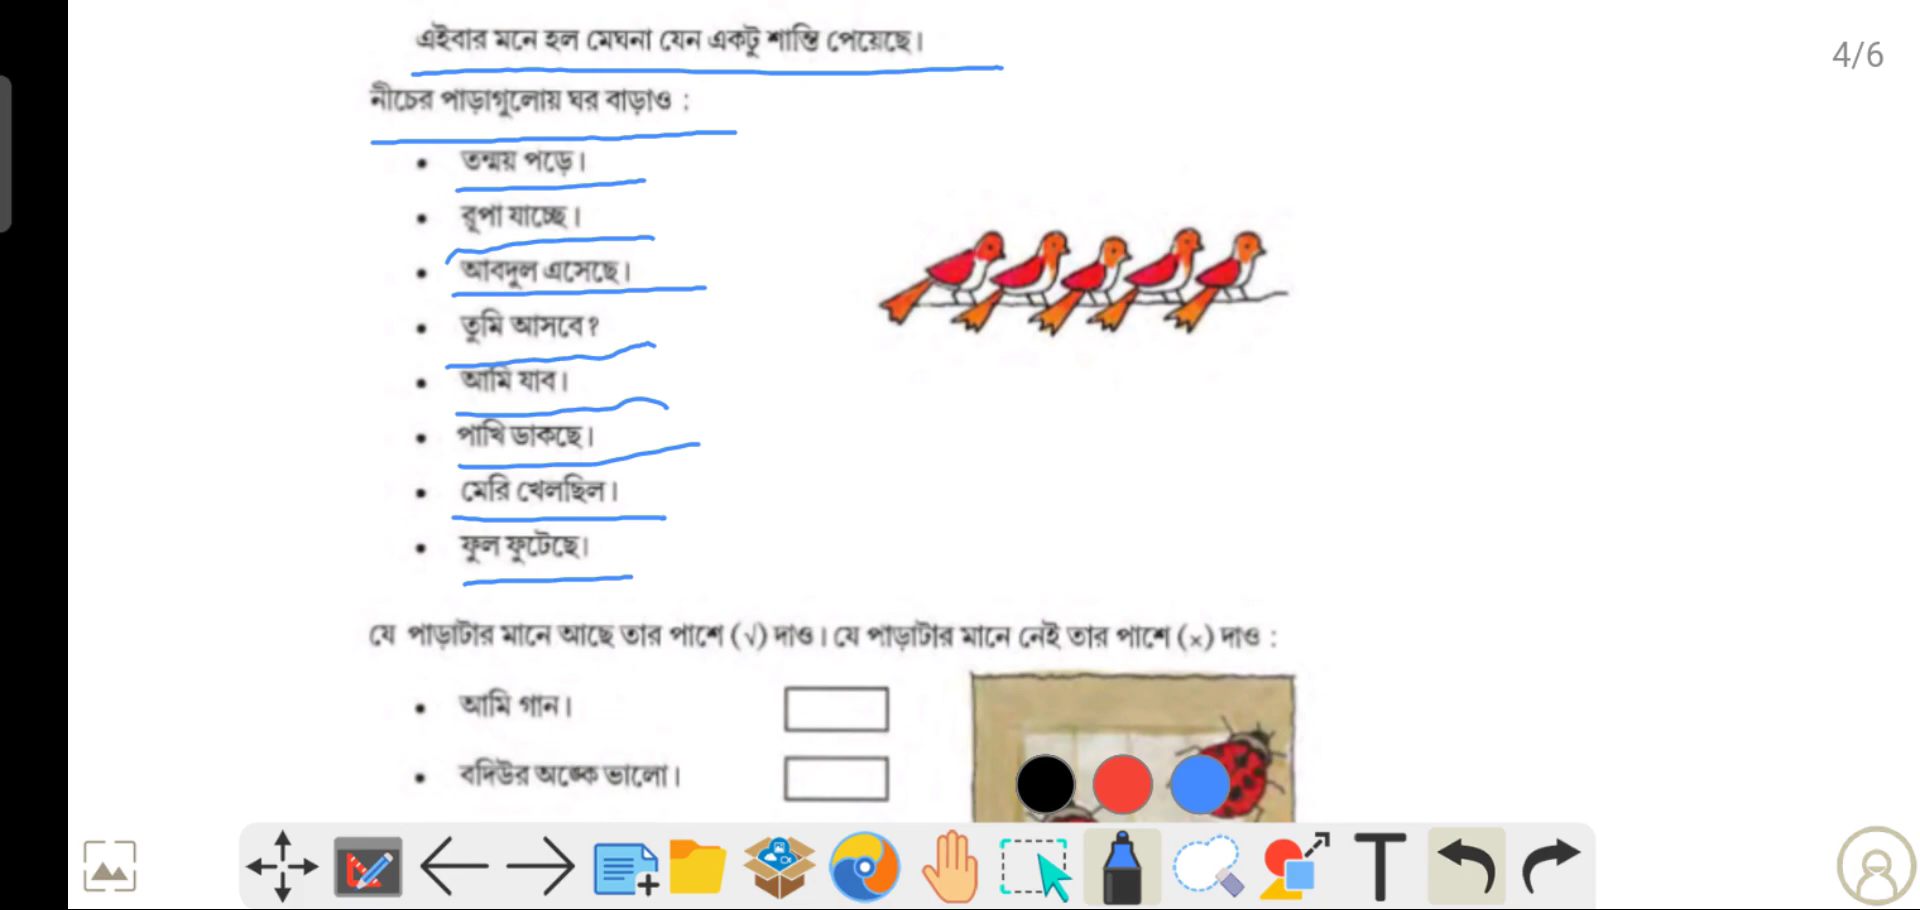 এইবার মনে হল মেঘনা যেন একটু শান্তি পেয়েছে।
4/6
নীচের পাড়াগুলোয় ঘর বাড়াও :
• তন্ময় পড়ে।
• রূপা যাচ্ছে।
• আবদুল এসেছে।
• তুমি আসবে?
• আমি যাব।
• পাখি ডাকছে।
• মেরি খেলছিল।
• ফুল ফুটেছে।
যে পাড়াটার মানে আছে তার পাশে (√) দাও। যে পাড়াটার মানে নেই তার পাশে (×) দাও :
• আমি গান।
• বদিউর অঙ্কে ভালো।
T